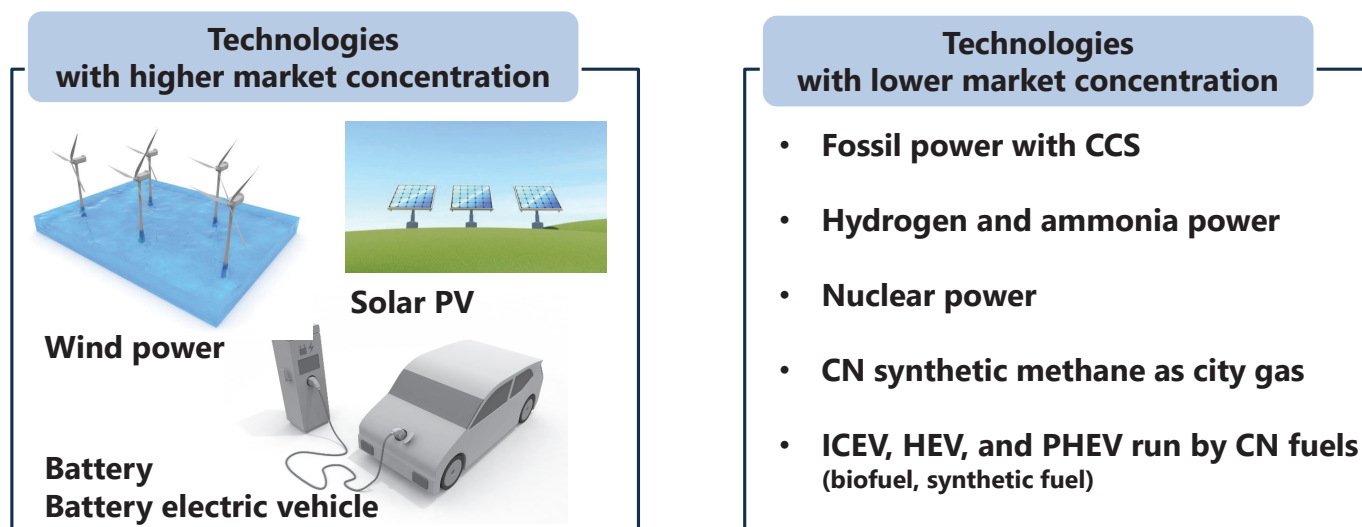 Technologies
with higher market concentration
Solar PV
Wind power
Battery
Battery electric vehicle
Technologies
with lower market concentration
• Fossil power with CCS
• Hydrogen and ammonia power
• Nuclear power
• CN synthetic methane as city gas
• ICEV, HEV, and PHEV run by CN fuels
(biofuel, synthetic fuel)